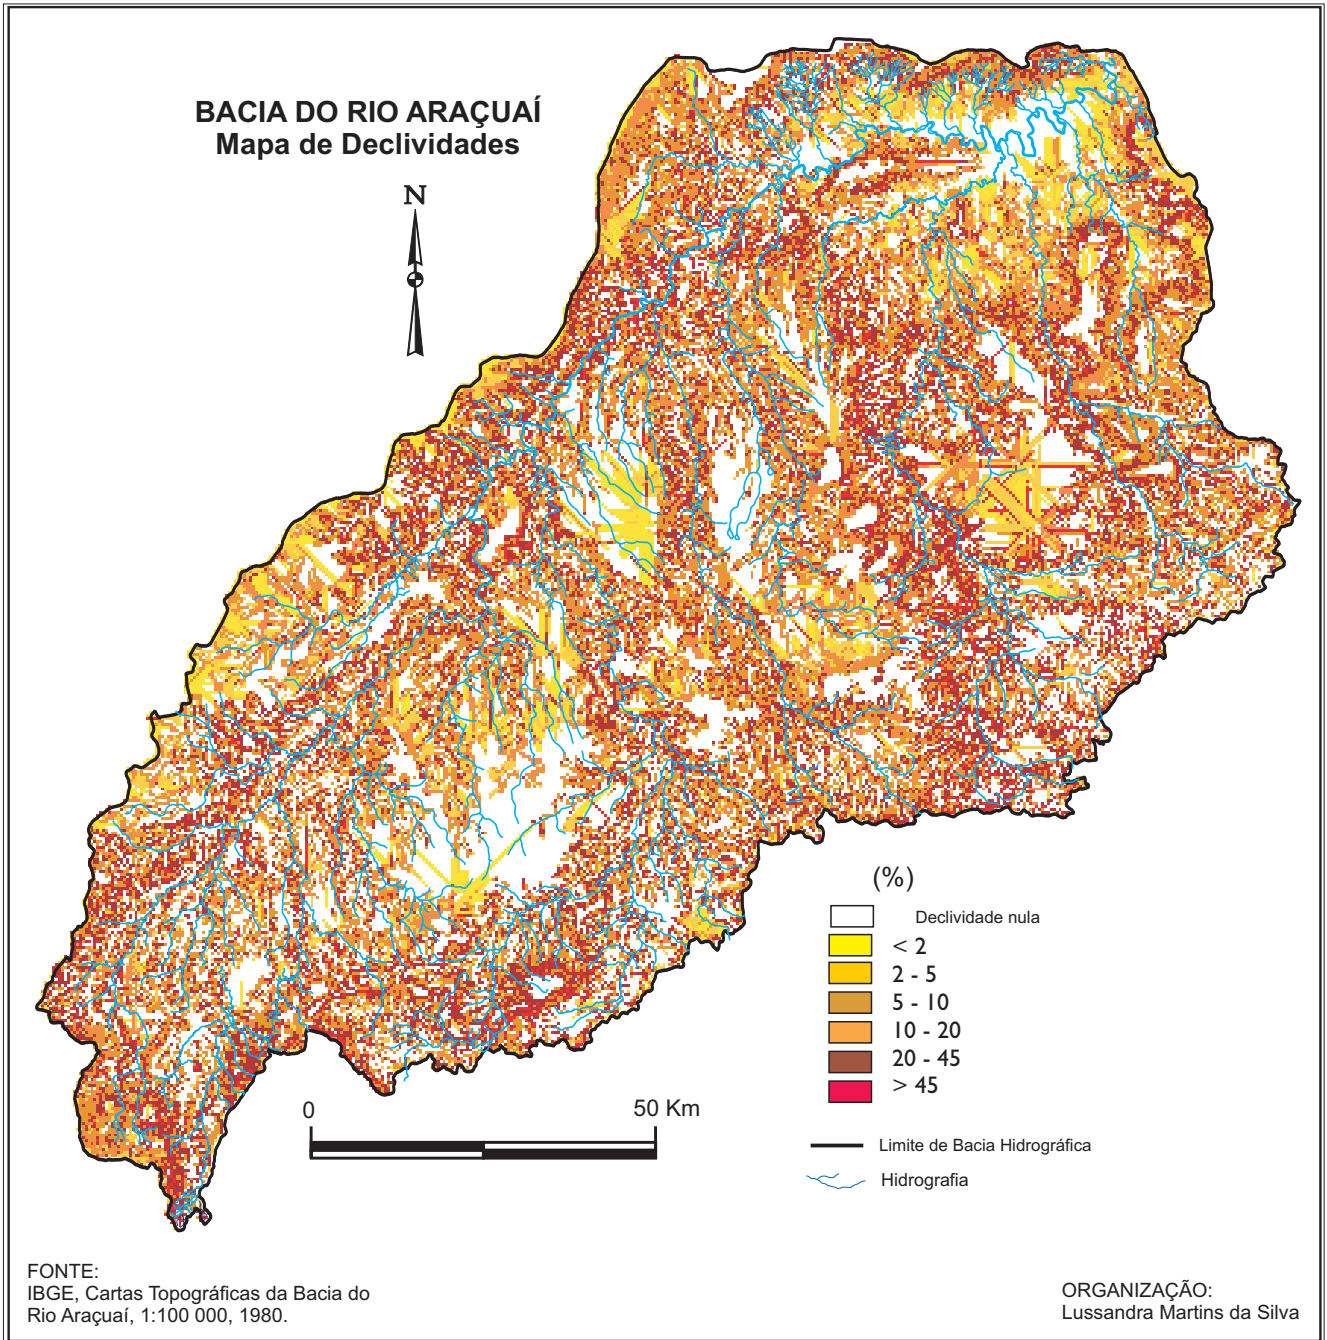 BACIA DO RIO ARAÇUAÍ
Mapa de Declividades
N
(%)
Declividade nula
< 2
2 - 5
5 - 10
10 - 20
20 - 45
> 45
0
50 Km
Limite de Bacia Hidrográfica
Hidrografia
FONTE:
IBGE, Cartas Topográficas da Bacia do
Rio Araçuaí, 1:100 000, 1980.
ORGANIZAÇÃO:
Lussandra Martins da Silva